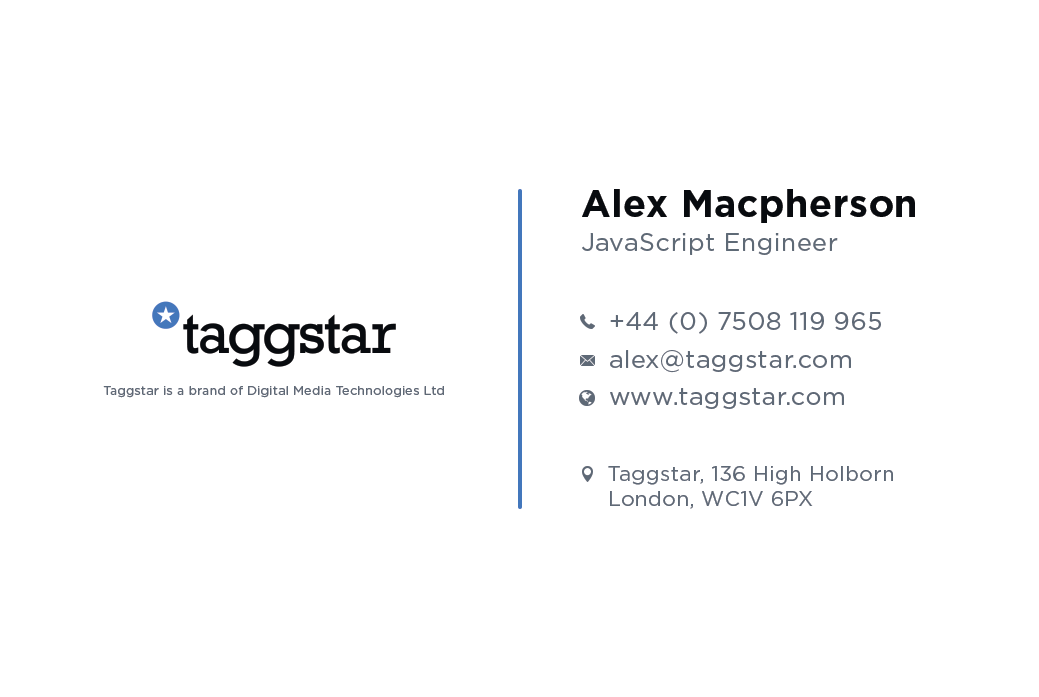 taggstar
Taggstar is a brand of Digital Media Technologies Ltd
Alex Macpherson
JavaScript Engineer
+44 (0) 7508 119 965
alex@taggstar.com
www.taggstar.com
Taggstar, 136 High Holborn
London, WC1V 6PX